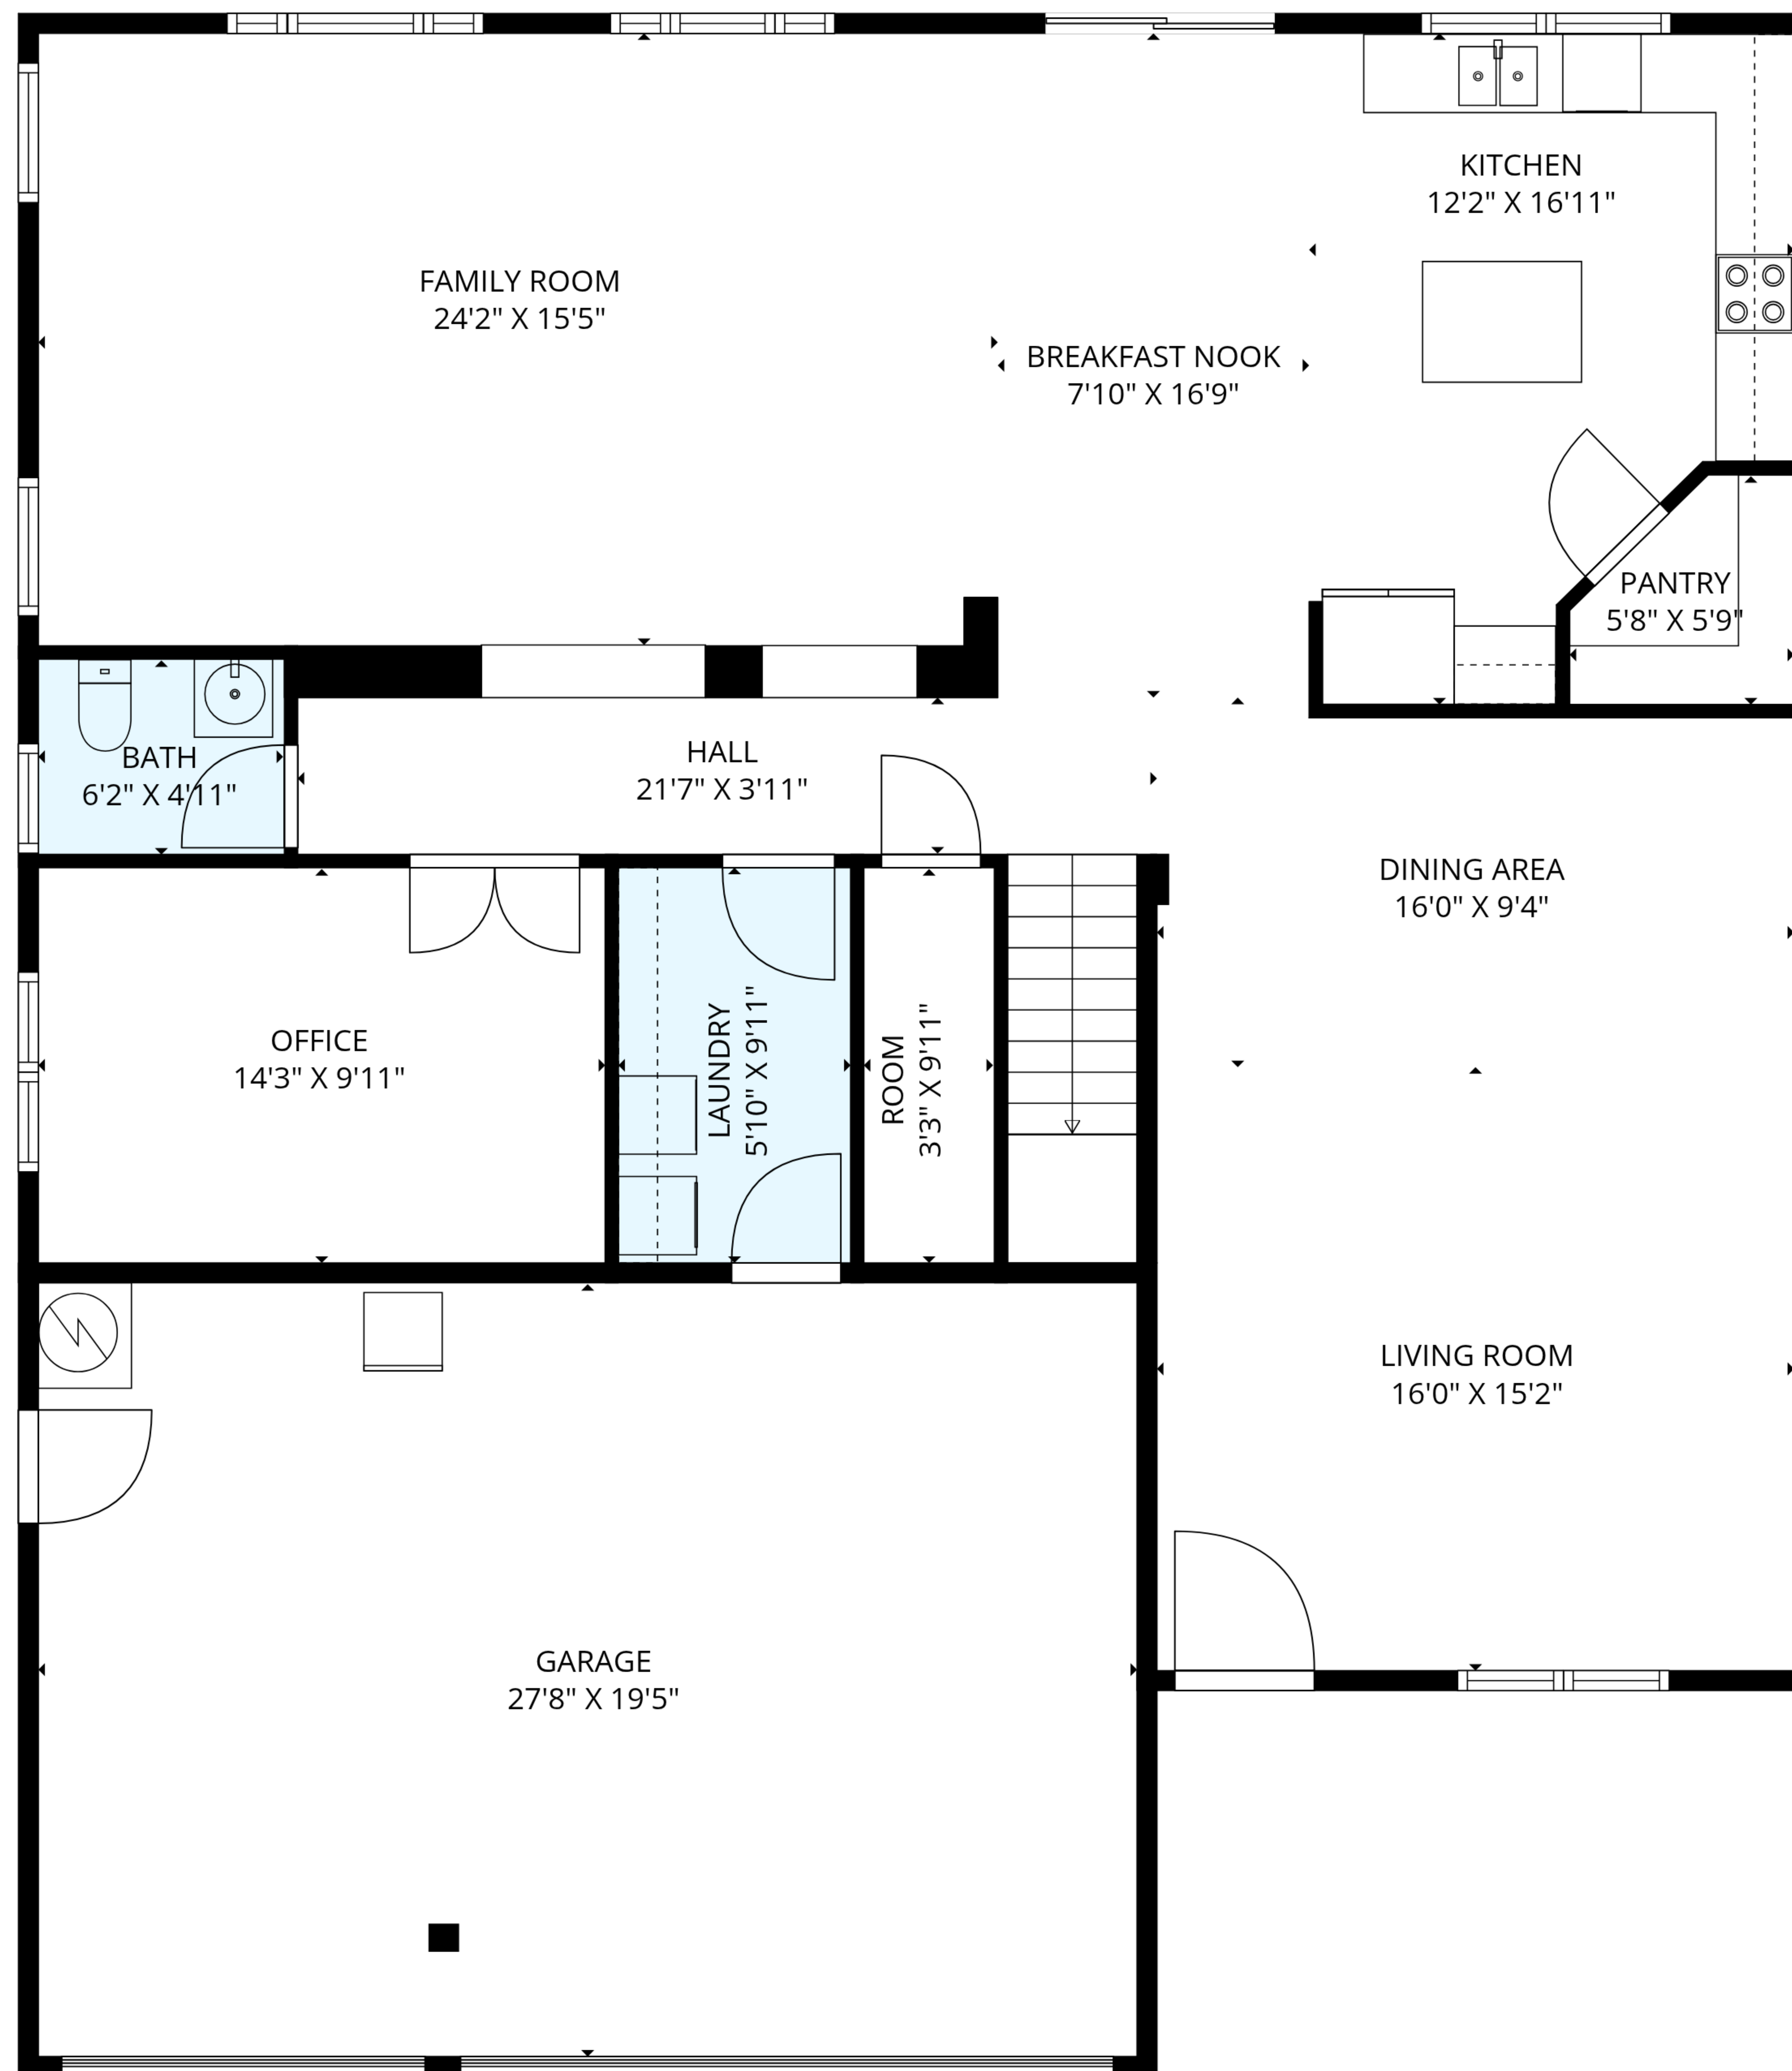 KITCHEN
12'2" X 16'11"
FAMILY ROOM
24'2" X 15'5"
BREAKFAST NOOK
7'10" X 16'9"
PANTRY
5'8" X 5'9"
BATH
6'2" X 4'11"
HALL
21'7" X 3'11"
DINING AREA
16'0" X 9'4"
OFFICE
14'3" X 9'11"
LAUNDRY
5'10" X 9'11"
ROOM
3'3" X 9'11"
LIVING ROOM
16'0" X 15'2"
GARAGE
27'8" X 19'5"